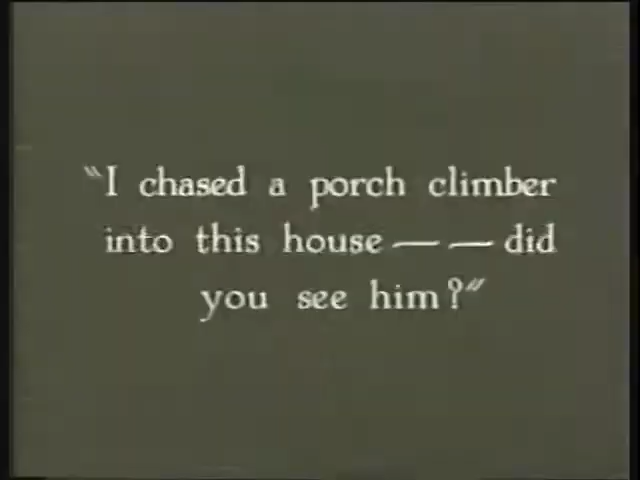 "I chased a porch climber
into this house — — did
you see him?"